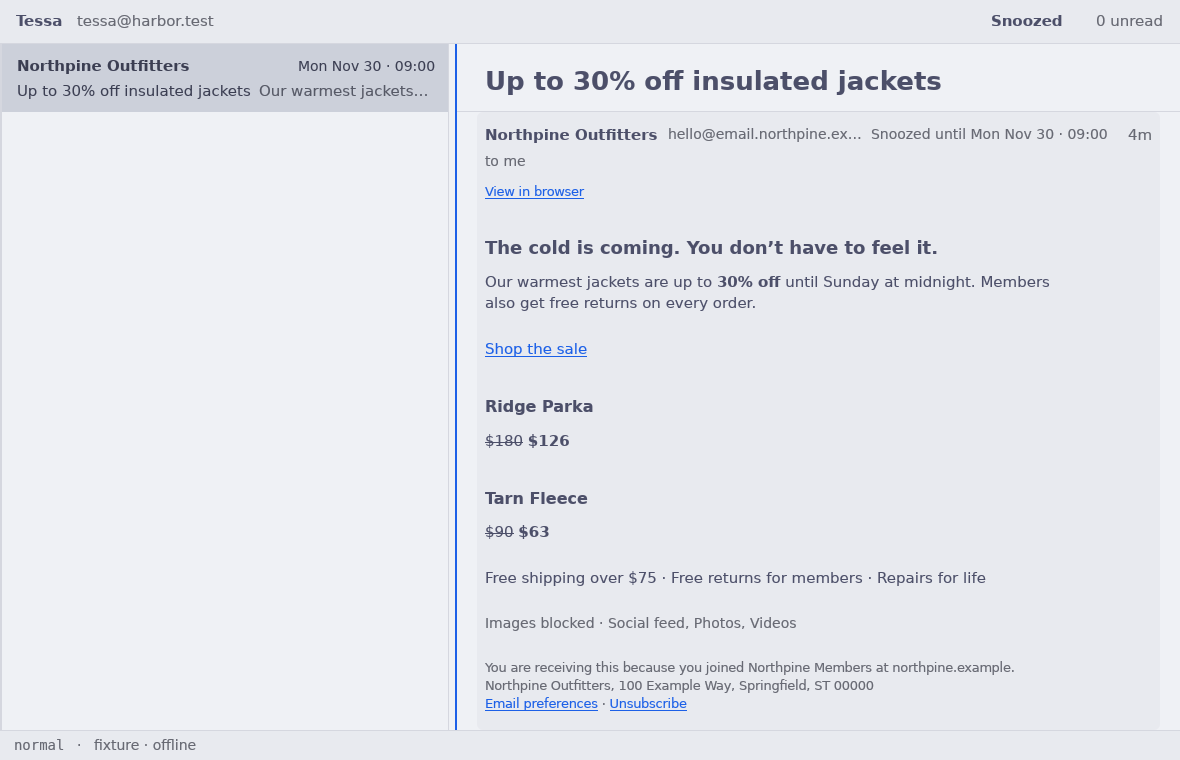 Tessa tessa@harbor.test Snoozed 0 unread
Northpine Outfitters Mon Nov 30 · 09:00
Up to 30% off insulated jackets Our warmest jackets…
Up to 30% off insulated jackets
Northpine Outfitters hello@email.northpine.ex… Snoozed until Mon Nov 30 · 09:00 4m
to me
View in browser
The cold is coming. You don’t have to feel it.
Our warmest jackets are up to 30% off until Sunday at midnight. Members
also get free returns on every order.
Shop the sale
Ridge Parka
$180 $126
Tarn Fleece
$90 $63
Free shipping over $75 · Free returns for members · Repairs for life
Images blocked · Social feed, Photos, Videos
You are receiving this because you joined Northpine Members at northpine.example.
Northpine Outfitters, 100 Example Way, Springfield, ST 00000
Email preferences · Unsubscribe
normal · fixture · offline